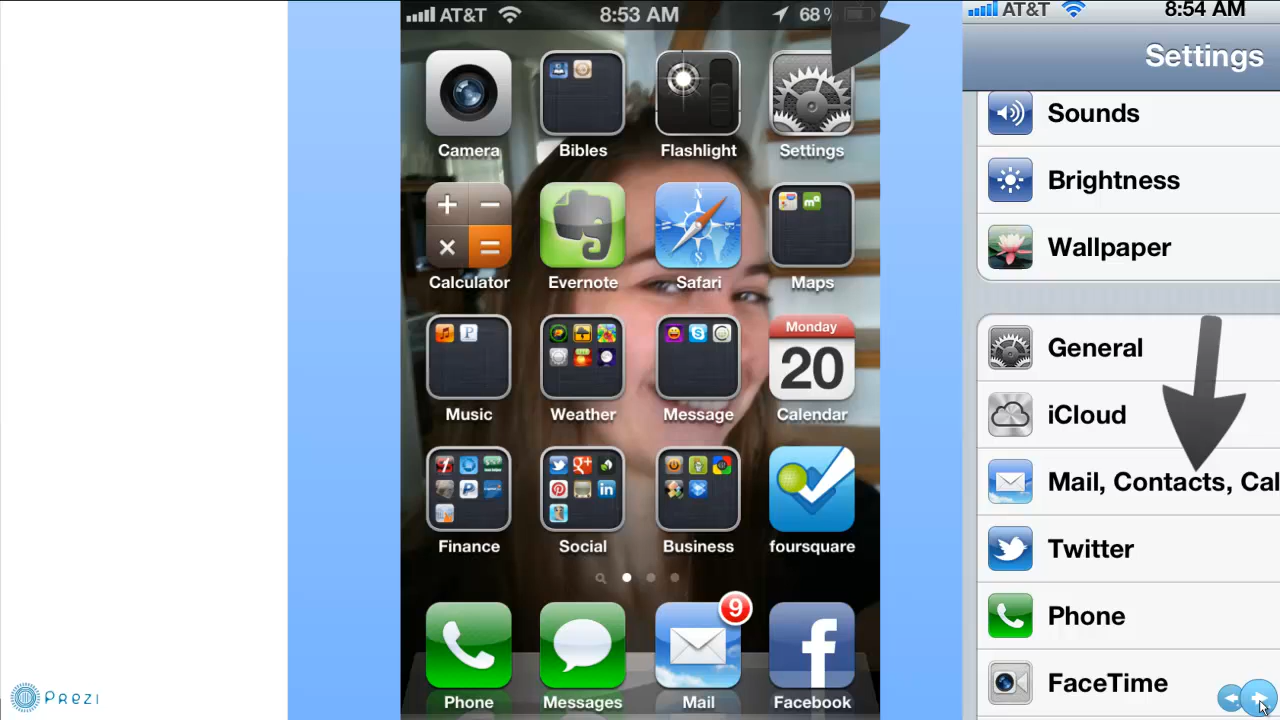 AT&T 8:53 AM 68%
Camera Bibles Flashlight Settings
Calculator Evernote Safari Maps
Monday
20
Music Weather Message Calendar
Finance Social Business foursquare
9
Phone Messages Mail Facebook
AT&T 8:54 AM
Settings
Sounds
Brightness
Wallpaper
General
iCloud
Mail, Contacts, Cal
Twitter
Phone
FaceTime
Prezi